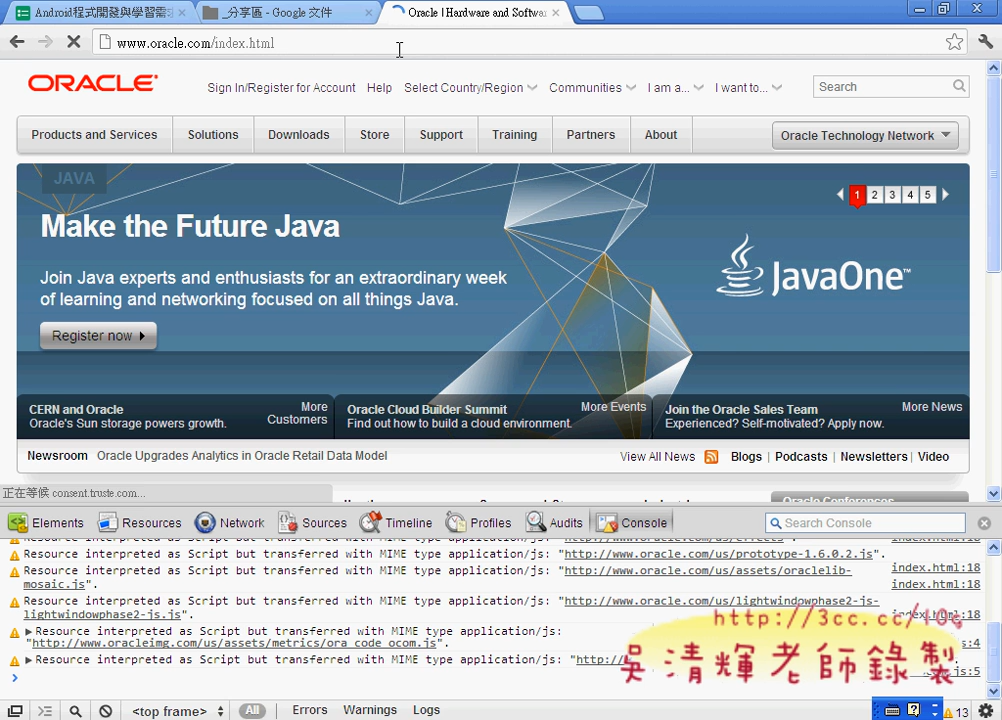 Android程式開發與學習需求
_分享區 - Google 文件
Oracle | Hardware and Softwa
www.oracle.com/index.html
ORACLE
Sign In/Register for Account Help Select Country/Region Communities I am a... I want to...
Search
Products and Services Solutions Downloads Store Support Training Partners About
Oracle Technology Network
JAVA
1 2 3 4 5
Make the Future Java
Join Java experts and enthusiasts for an extraordinary week
of learning and networking focused on all things Java.
JavaOne™
Register now
CERN and Oracle
Oracle's Sun storage powers growth.
More
Customers
Oracle Cloud Builder Summit
Find out how to build a cloud environment.
More Events
Join the Oracle Sales Team
Experienced? Self-motivated? Apply now.
More News
Newsroom Oracle Upgrades Analytics in Oracle Retail Data Model
View All News Blogs | Podcasts | Newsletters | Video
正在等候 consent.truste.com...
Oracle Conferences
Elements Resources Network Sources Timeline Profiles Audits Console
Search Console
Resource interpreted as Script but transferred with MIME type application/js: "http://www.oracle.com/us/prototype-1.6.0.2.js". index.html:18
Resource interpreted as Script but transferred with MIME type application/js: "http://www.oracle.com/us/assets/oraclelib-
mosaic.js". index.html:18
Resource interpreted as Script but transferred with MIME type application/js: "http://www.oracle.com/us/lightwindowphase2-js-
lightwindowphase2-js.js". index.html:18
Resource interpreted as Script but transferred with MIME type application/js:
"http://www.oracleimg.com/us/assets/metrics/ora_code_ocom.js". s:4
Resource interpreted as Script but transferred with MIME type application/js: "http:// s.js:5
http://3cc.cc/10g
吳清輝老師錄製
<top frame> All Errors Warnings Logs
13